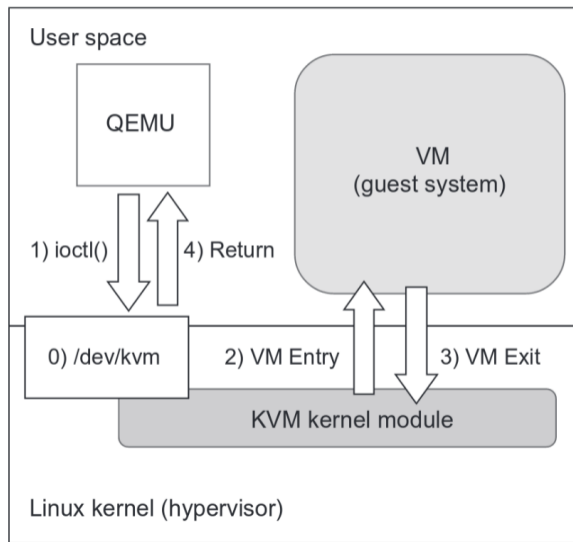 User space
QEMU
VM
(guest system)
1) ioctl()
4) Return
0) /dev/kvm
2) VM Entry
3) VM Exit
KVM kernel module
Linux kernel (hypervisor)